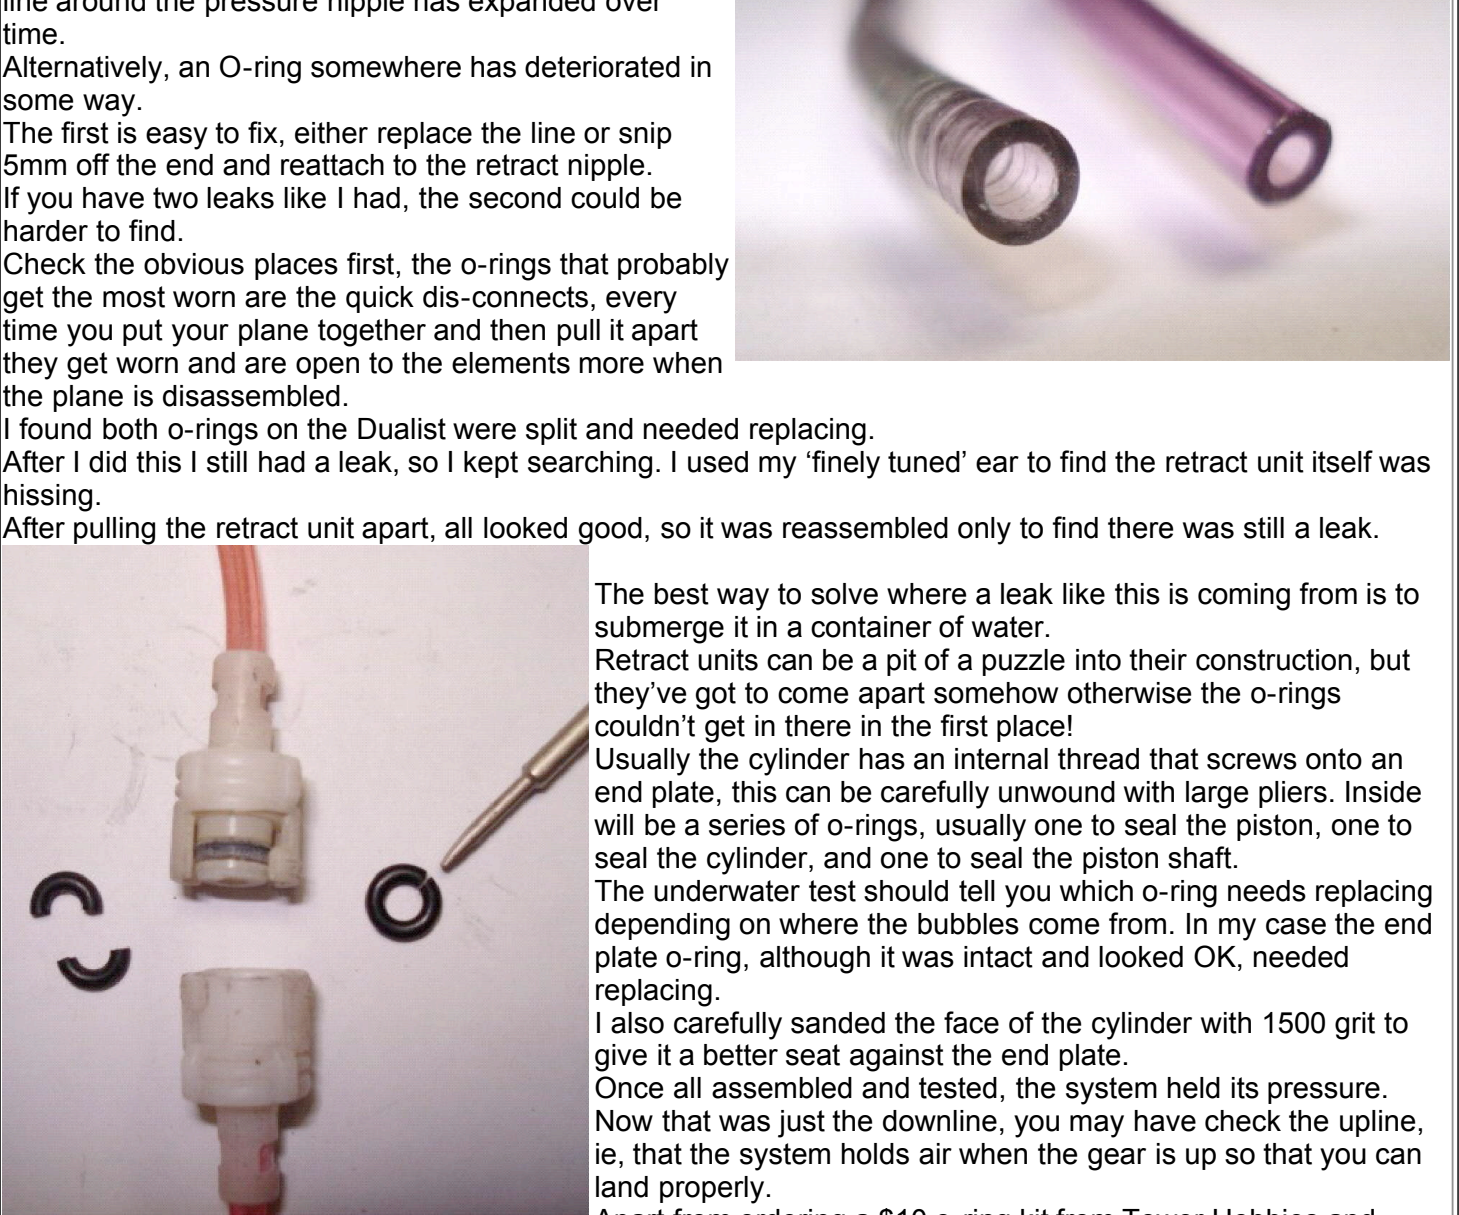 line around the pressure nipple has expanded over
time.
Alternatively, an O-ring somewhere has deteriorated in
some way.
The first is easy to fix, either replace the line or snip
5mm off the end and reattach to the retract nipple.
If you have two leaks like I had, the second could be
harder to find.
Check the obvious places first, the o-rings that probably
get the most worn are the quick dis-connects, every
time you put your plane together and then pull it apart
they get worn and are open to the elements more when
the plane is disassembled.
I found both o-rings on the Dualist were split and needed replacing.
After I did this I still had a leak, so I kept searching. I used my ‘finely tuned’ ear to find the retract unit itself was
hissing.
After pulling the retract unit apart, all looked good, so it was reassembled only to find there was still a leak.
The best way to solve where a leak like this is coming from is to
submerge it in a container of water.
Retract units can be a pit of a puzzle into their construction, but
they’ve got to come apart somehow otherwise the o-rings
couldn’t get in there in the first place!
Usually the cylinder has an internal thread that screws onto an
end plate, this can be carefully unwound with large pliers. Inside
will be a series of o-rings, usually one to seal the piston, one to
seal the cylinder, and one to seal the piston shaft.
The underwater test should tell you which o-ring needs replacing
depending on where the bubbles come from. In my case the end
plate o-ring, although it was intact and looked OK, needed
replacing.
I also carefully sanded the face of the cylinder with 1500 grit to
give it a better seat against the end plate.
Once all assembled and tested, the system held its pressure.
Now that was just the downline, you may have check the upline,
ie, that the system holds air when the gear is up so that you can
land properly.
Apart from ordering a $10 o-ring kit from Tower Hobbies and